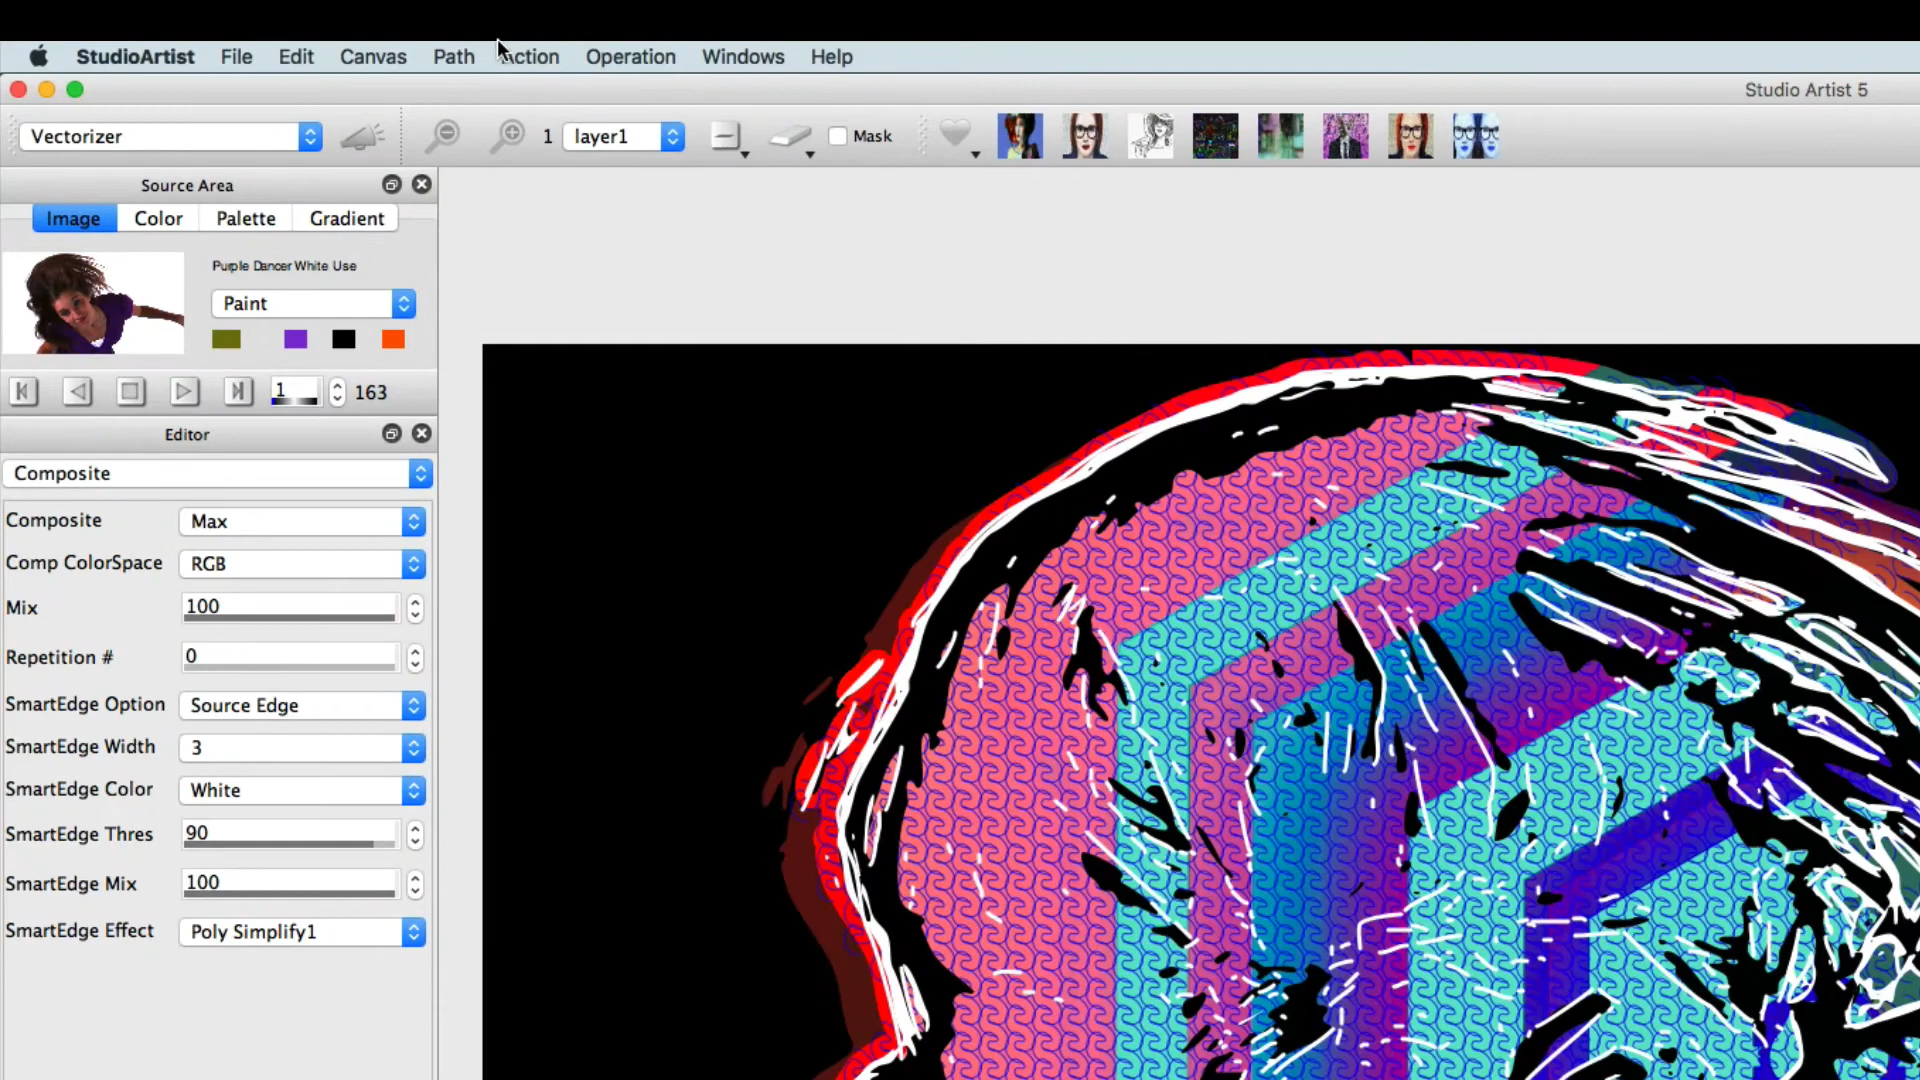 StudioArtist File Edit Canvas Path Action Operation Windows Help
Studio Artist 5
Vectorizer 1 layer1 Mask
Source Area
Image Color Palette Gradient
Purple Dancer White Use
Paint
1 163
Editor
Composite
Composite Max
Comp ColorSpace RGB
Mix 100
Repetition # 0
SmartEdge Option Source Edge
SmartEdge Width 3
SmartEdge Color White
SmartEdge Thres 90
SmartEdge Mix 100
SmartEdge Effect Poly Simplify1